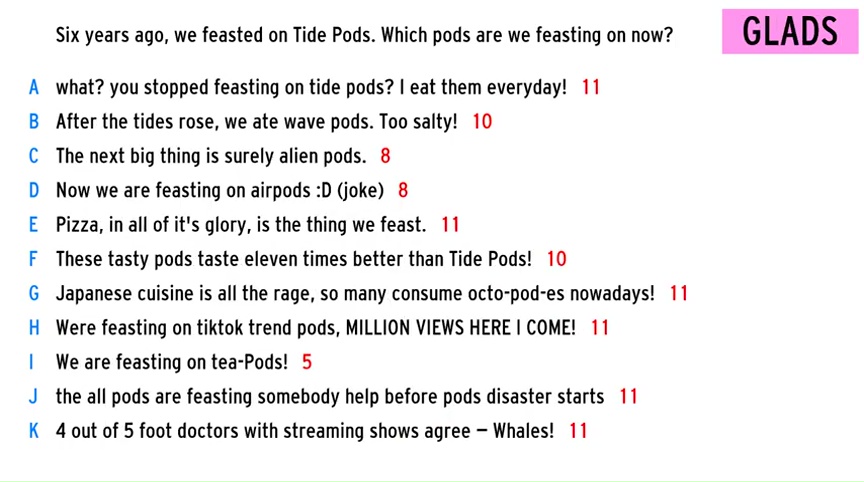 Six years ago, we feasted on Tide Pods. Which pods are we feasting on now?
GLADS
A what? you stopped feasting on tide pods? I eat them everyday! 11
B After the tides rose, we ate wave pods. Too salty! 10
C The next big thing is surely alien pods. 8
D Now we are feasting on airpods :D (joke) 8
E Pizza, in all of it's glory, is the thing we feast. 11
F These tasty pods taste eleven times better than Tide Pods! 10
G Japanese cuisine is all the rage, so many consume octo-pod-es nowadays! 11
H Were feasting on tiktok trend pods, MILLION VIEWS HERE I COME! 11
I We are feasting on tea-Pods! 5
J the all pods are feasting somebody help before pods disaster starts 11
K 4 out of 5 foot doctors with streaming shows agree – Whales! 11